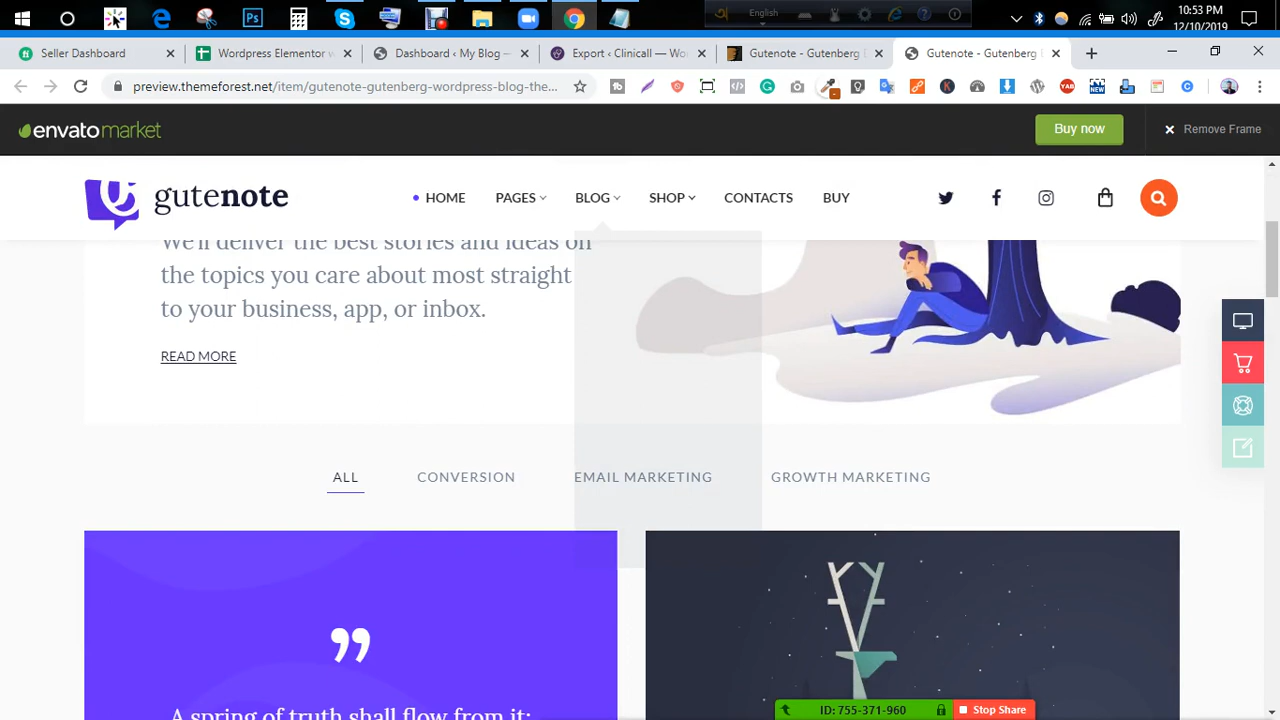 English
10:53 PM
12/10/2019
Seller Dashboard
Wordpress Elementor w
Dashboard ‹ My Blog —
Export ‹ Clinicall — Wo
Gutenote - Gutenberg
Gutenote - Gutenberg
preview.themeforest.net/item/gutenote-gutenberg-wordpress-blog-the...
envatomarket
Buy now
Remove Frame
gutenote
HOME
PAGES
BLOG
SHOP
CONTACTS
BUY
We'll deliver the best stories and ideas on
the topics you care about most straight
to your business, app, or inbox.
READ MORE
ALL
CONVERSION
EMAIL MARKETING
GROWTH MARKETING
A spring of truth shall flow from it:
ID: 755-371-960
Stop Share